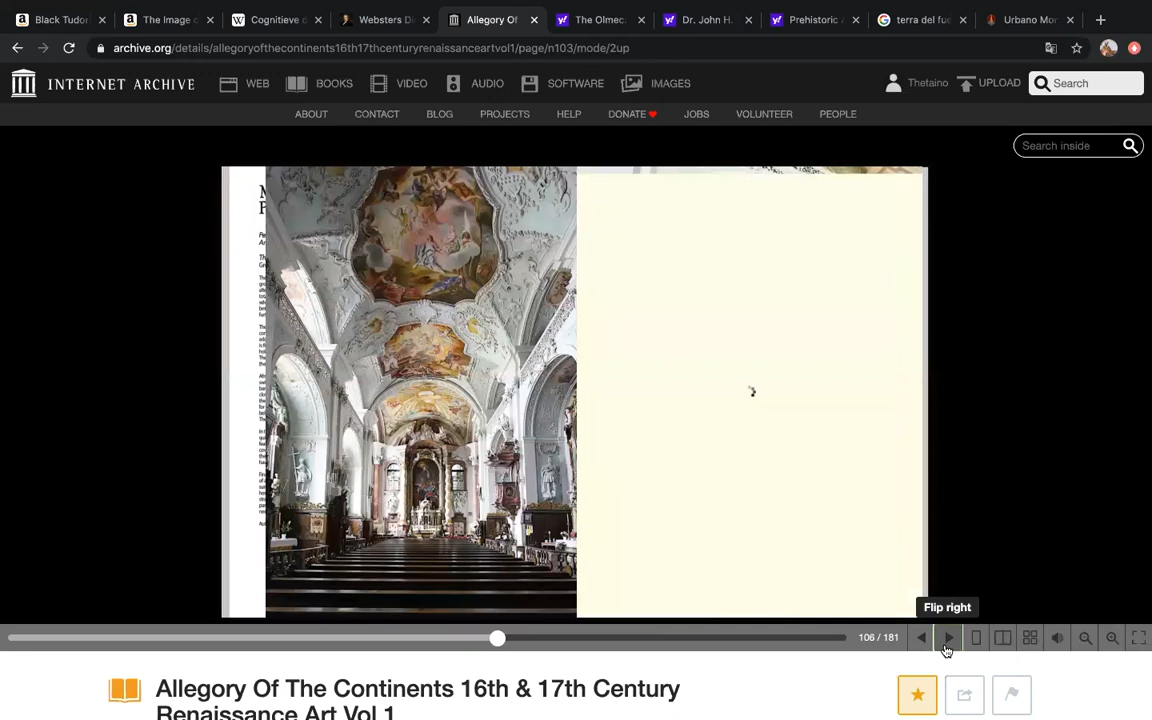 Black Tudor
The Image o
Cognitieve d
Websters Di
Allegory Of
The Olmec
Dr. John H.
Prehistoric
terra del fue
Urbano Mor
archive.org/details/allegoryofthecontinents16th17thcenturyrenaissanceartvol1/page/n103/mode/2up
INTERNET ARCHIVE WEB BOOKS VIDEO AUDIO SOFTWARE IMAGES Thetaino UPLOAD Search
ABOUT CONTACT BLOG PROJECTS HELP DONATE JOBS VOLUNTEER PEOPLE
Search inside
Flip right
106 / 181
Allegory Of The Continents 16th & 17th Century
Renaissance Art Vol 1